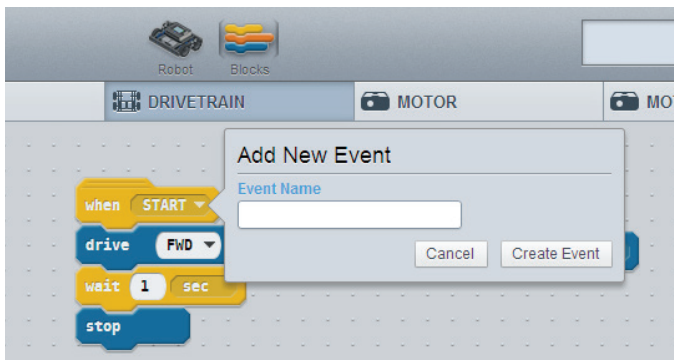 Robot Blocks
DRIVETRAIN MOTOR MO
Add New Event
Event Name
when START
drive FWD
Cancel Create Event
wait 1 sec
stop